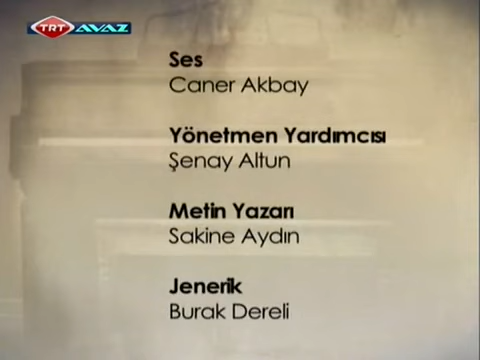 TRT AVAZ
Ses
Caner Akbay
Yönetmen Yardımcısı
Şenay Altun
Metin Yazarı
Sakine Aydın
Jenerik
Burak Dereli